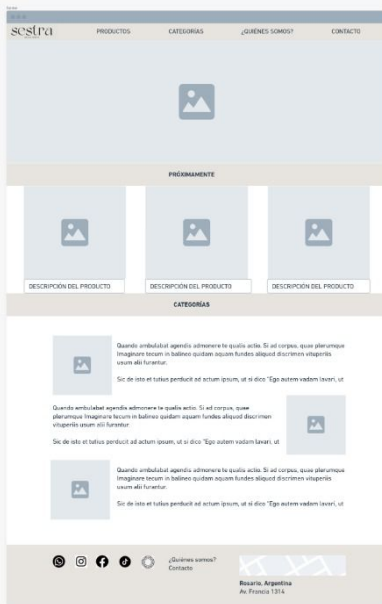 sestra
PRODUCTOS
CATEGORÍAS
¿QUIÉNES SOMOS?
CONTACTO
PRÓXIMAMENTE
DESCRIPCIÓN DEL PRODUCTO
DESCRIPCIÓN DEL PRODUCTO
DESCRIPCIÓN DEL PRODUCTO
CATEGORÍAS
Quando ambulabat agendis admonere te qualis actio. Si ad corpus, quae plerumque
Imaginare tecum in balineo quidam aquam fundes aliquod discrimen vituperiis
usum alii furantur.
Sic de isto et tutius perducit ad actum ipsum, ut si dico "Ego autem vadam lavari, ut
Quando ambulabat agendis admonere te qualis actio. Si ad corpus, quae
plerumque Imaginare tecum in balineo quidam aquam fundes aliquod discrimen
vituperiis usum alii furantur.
Sic de isto et tutius perducit ad actum ipsum, ut si dico "Ego autem vadam lavari, ut
Quando ambulabat agendis admonere te qualis actio. Si ad corpus, quae plerumque
Imaginare tecum in balineo quidam aquam fundes aliquod discrimen vituperiis
usum alii furantur.
Sic de isto et tutius perducit ad actum ipsum, ut si dico "Ego autem vadam lavari, ut
¿Quiénes somos?
Contacto
Rosario, Argentina
Av. Francia 1314